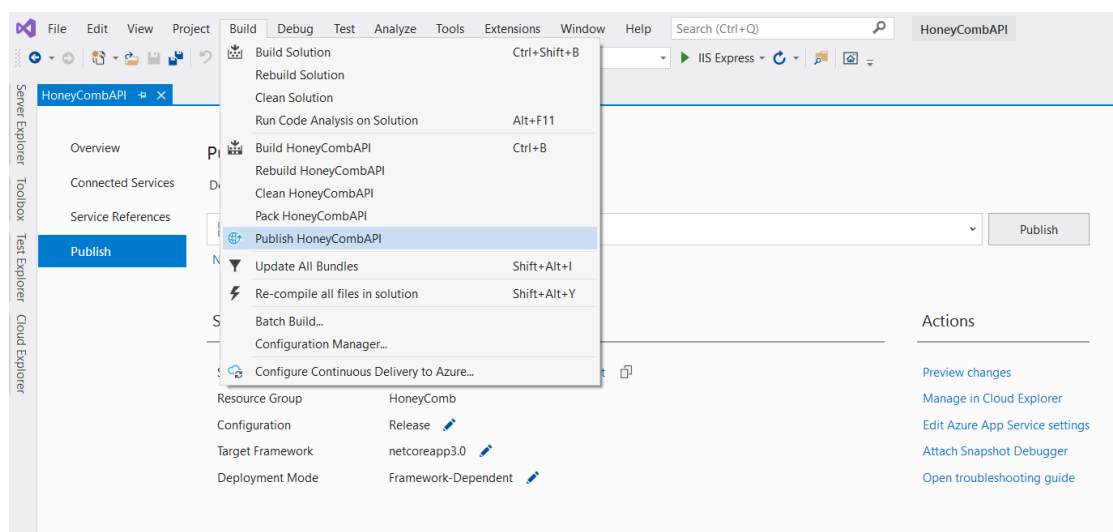 File Edit View Project Build Debug Test Analyze Tools Extensions Window Help Search (Ctrl+Q) HoneyCombAPI
IIS Express
HoneyCombAPI
Server Explorer
Toolbox
Test Explorer
Cloud Explorer
Overview
Connected Services
Service References
Publish
Build Solution Ctrl+Shift+B
Rebuild Solution
Clean Solution
Run Code Analysis on Solution Alt+F11
Build HoneyCombAPI Ctrl+B
Rebuild HoneyCombAPI
Clean HoneyCombAPI
Pack HoneyCombAPI
Publish HoneyCombAPI
Update All Bundles Shift+Alt+I
Re-compile all files in solution Shift+Alt+Y
Batch Build...
Configuration Manager...
Configure Continuous Delivery to Azure...
Publish
Resource Group HoneyComb
Configuration Release
Target Framework netcoreapp3.0
Deployment Mode Framework-Dependent
Actions
Preview changes
Manage in Cloud Explorer
Edit Azure App Service settings
Attach Snapshot Debugger
Open troubleshooting guide